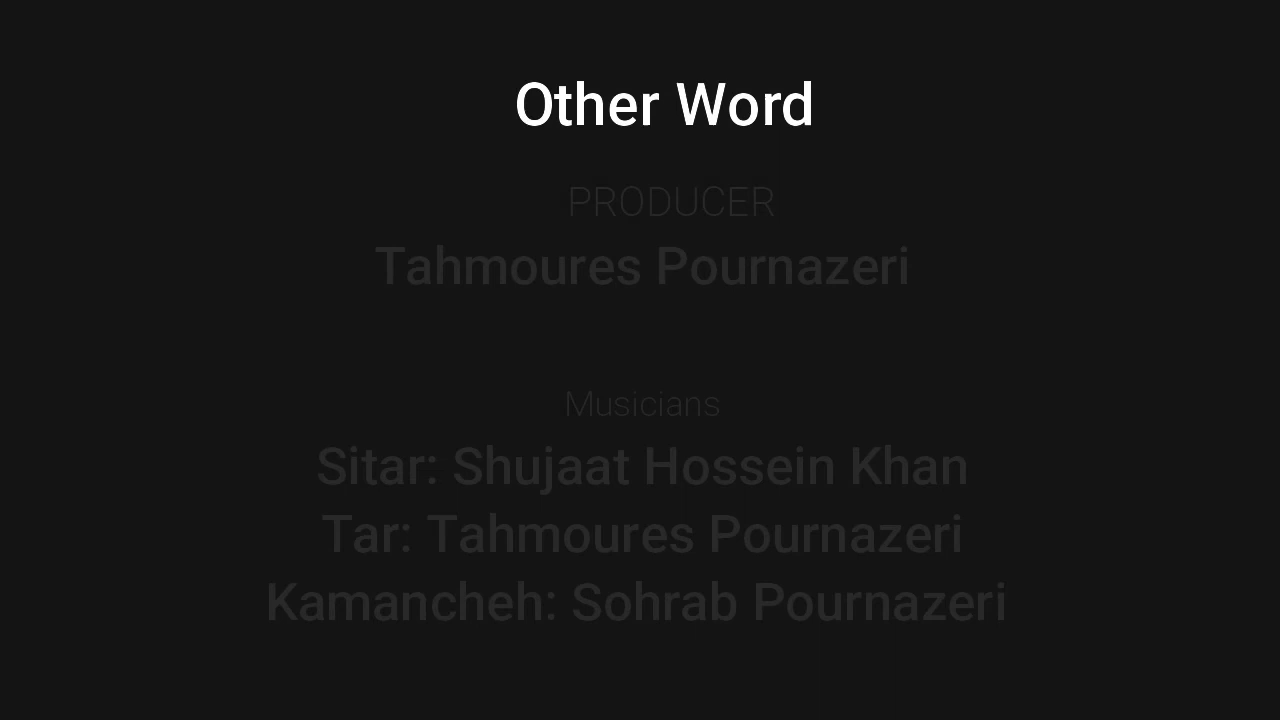 Other Word
PRODUCER
Tahmoures Pournazeri
Musicians
Sitar: Shujaat Hossein Khan
Tar: Tahmoures Pournazeri
Kamancheh: Sohrab Pournazeri